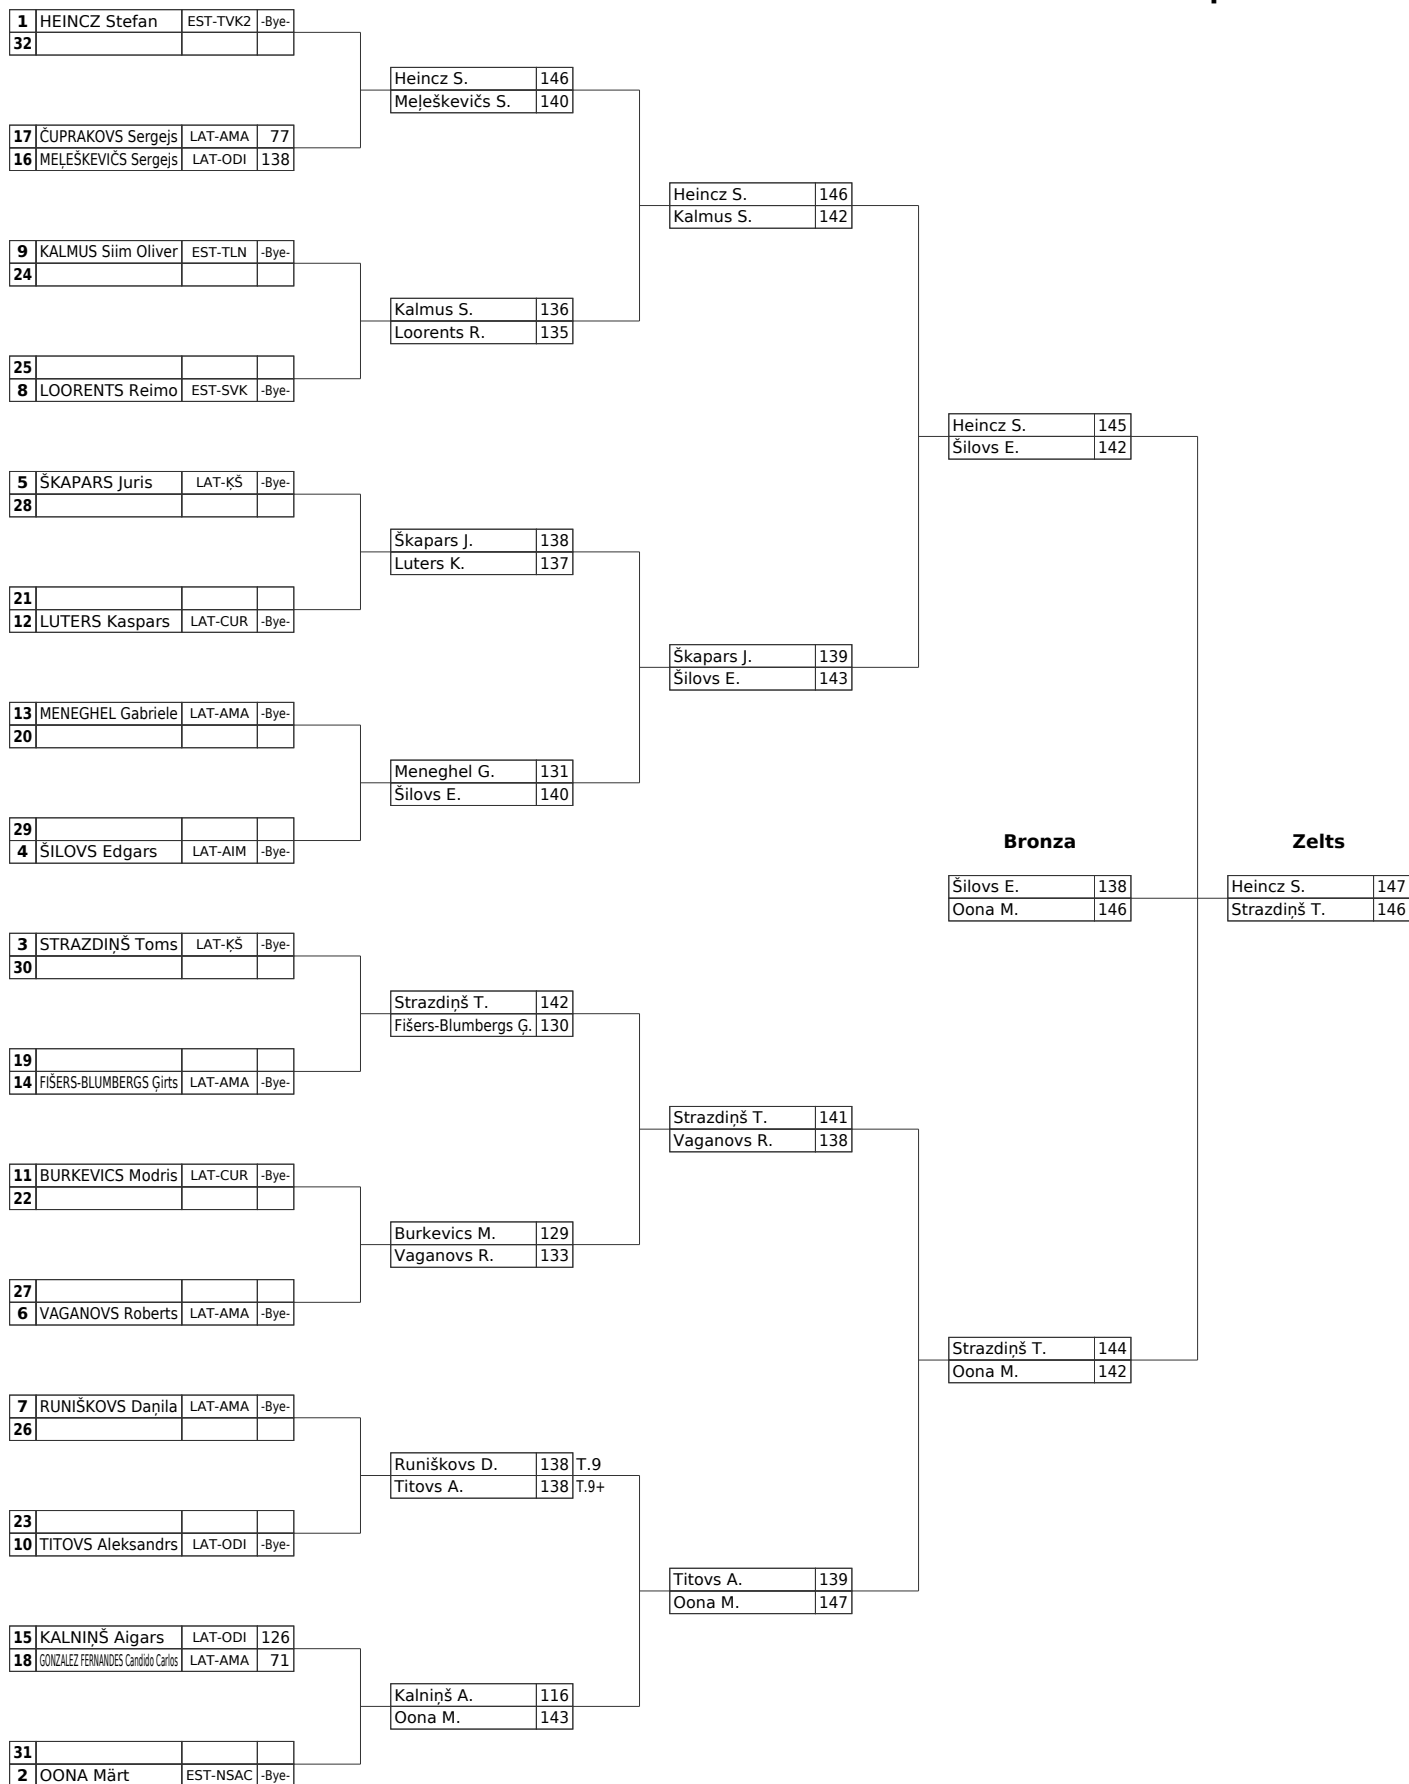 1 HEINCZ Stefan EST-TVK2 -Bye-
32
Heincz S. 146
Meļeškevičs S. 140
17 ČUPRAKOVS Sergejs LAT-AMA 77
16 MEĻEŠKEVIČS Sergejs LAT-ODI 138
Heincz S. 146
Kalmus S. 142
9 KALMUS Siim Oliver EST-TLN -Bye-
24
Kalmus S. 136
Loorents R. 135
25
8 LOORENTS Reimo EST-SVK -Bye-
Heincz S. 145
Šilovs E. 142
5 ŠKAPARS Juris LAT-ĶŠ -Bye-
28
Škapars J. 138
Luters K. 137
21
12 LUTERS Kaspars LAT-CUR -Bye-
Škapars J. 139
Šilovs E. 143
13 MENEGHEL Gabriele LAT-AMA -Bye-
20
Meneghel G. 131
Šilovs E. 140
29
4 ŠILOVS Edgars LAT-AIM -Bye-
Bronza Zelts
Šilovs E. 138 Heincz S. 147
Oona M. 146 Strazdiņš T. 146
3 STRAZDIŅŠ Toms LAT-ĶŠ -Bye-
30
Strazdiņš T. 142
Fišers-Blumbergs Ģ. 130
19
14 FIŠERS-BLUMBERGS Ģirts LAT-AMA -Bye-
Strazdiņš T. 141
Vaganovs R. 138
11 BURKEVICS Modris LAT-CUR -Bye-
22
Burkevics M. 129
Vaganovs R. 133
27
6 VAGANOVS Roberts LAT-AMA -Bye-
Strazdiņš T. 144
Oona M. 142
7 RUNIŠKOVS Daņila LAT-AMA -Bye-
26
Runiškovs D. 138 T.9
Titovs A. 138 T.9+
23
10 TITOVS Aleksandrs LAT-ODI -Bye-
Titovs A. 139
Oona M. 147
15 KALNIŅŠ Aigars LAT-ODI 126
18 GONZALEZ FERNANDES Candido Carlos LAT-AMA 71
Kalniņš A. 116
Oona M. 143
31
2 OONA Märt EST-NSAC -Bye-